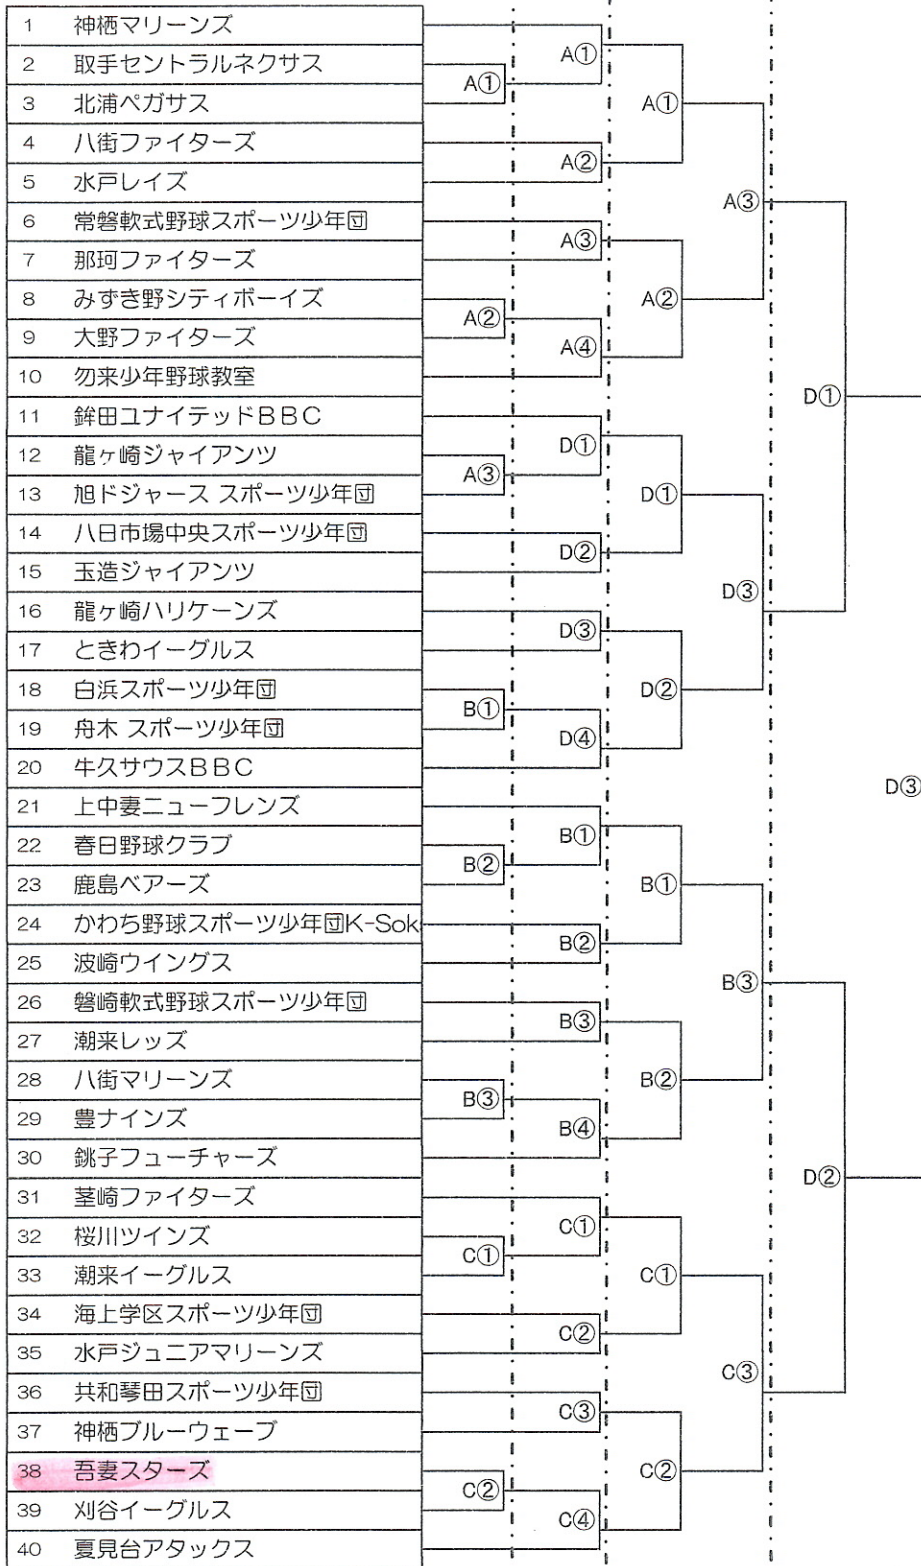 1 神栖マリーンズ
2 取手セントラルネクサス
3 北浦ペガサス
4 八街ファイターズ
5 水戸レイズ
6 常磐軟式野球スポーツ少年団
7 那珂ファイターズ
8 みずき野シティボーイズ
9 大野ファイターズ
10 勿来少年野球教室
11 鉾田ユナイテッドBBC
12 龍ヶ崎ジャイアンツ
13 旭ドジャース スポーツ少年団
14 八日市場中央スポーツ少年団
15 玉造ジャイアンツ
16 龍ヶ崎ハリケーンズ
17 ときわイーグルス
18 白浜スポーツ少年団
19 舟木 スポーツ少年団
20 牛久サウスBBC
21 上中妻ニューフレンズ
22 春日野球クラブ
23 鹿島ベアーズ
24 かわち野球スポーツ少年団K-Sok
25 波崎ウイングス
26 磐崎軟式野球スポーツ少年団
27 潮来レッズ
28 八街マリーンズ
29 豊ナインズ
30 銚子フューチャーズ
31 茎崎ファイターズ
32 桜川ツインズ
33 潮来イーグルス
34 海上学区スポーツ少年団
35 水戸ジュニアマリーンズ
36 共和琴田スポーツ少年団
37 神栖ブルーウェーブ
38 吾妻スターズ
39 刈谷イーグルス
40 夏見台アタックス
A①
A②
A③
B①
B②
B③
C①
C②
A①
A②
A③
A④
D①
D②
D③
D④
B①
B②
B③
B④
C①
C②
C③
C④
A①
A②
D①
D②
B①
B②
C①
C②
A③
D③
B③
C③
D①
D②
D③